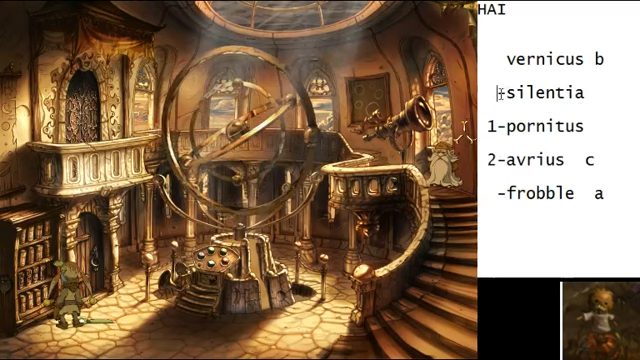 HAI
vernicus b
-silentia
1-pornitus
2-avrius c
-frobble a